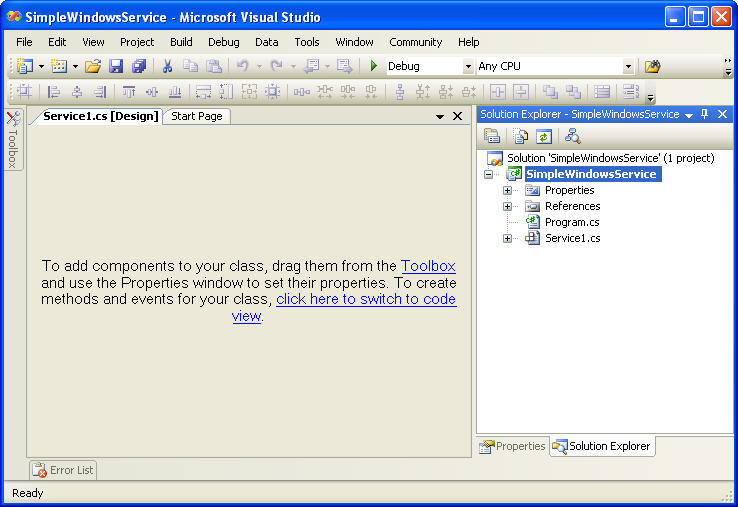 SimpleWindowsService - Microsoft Visual Studio
File Edit View Project Build Debug Data Tools Window Community Help
Debug Any CPU
Toolbox
Service1.cs [Design] Start Page
To add components to your class, drag them from the Toolbox
and use the Properties window to set their properties. To create
methods and events for your class, click here to switch to code
view.
Solution Explorer - SimpleWindowsService
Solution 'SimpleWindowsService' (1 project)
SimpleWindowsService
Properties
References
Program.cs
Service1.cs
Properties Solution Explorer
Error List
Ready